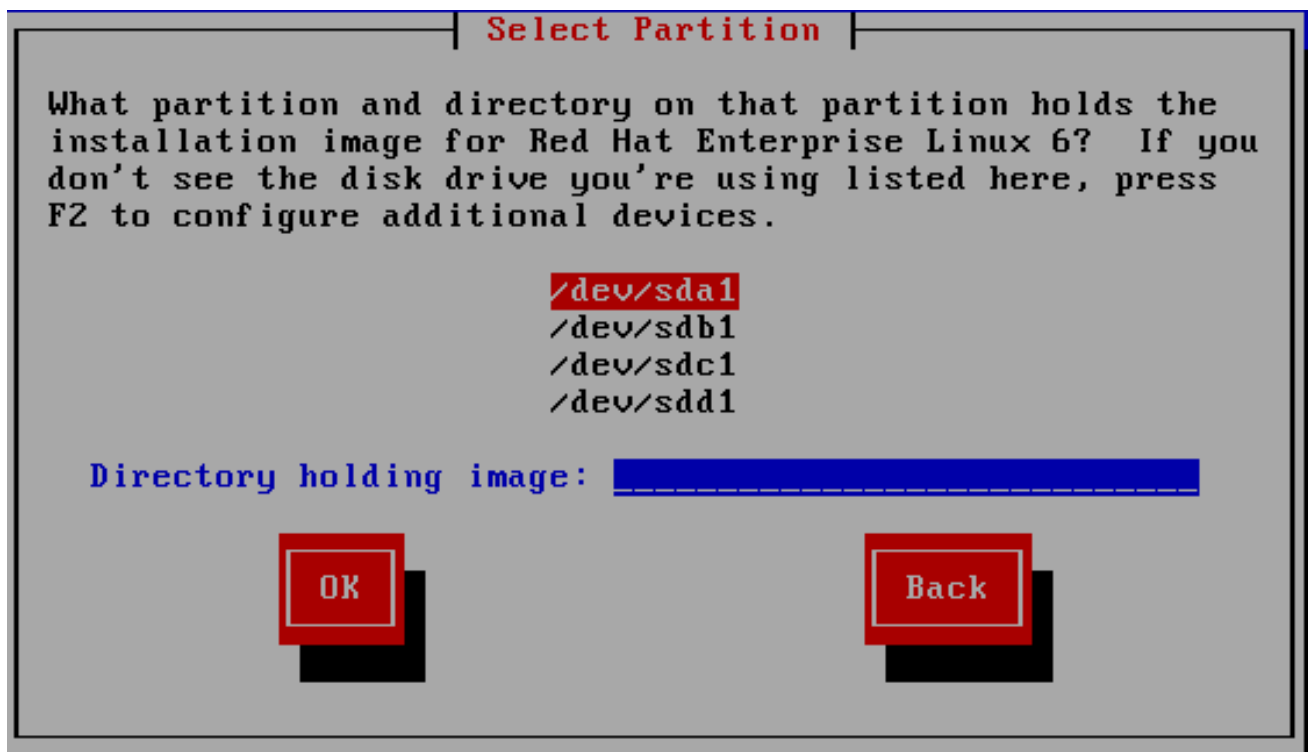 Select Partition
What partition and directory on that partition holds the
installation image for Red Hat Enterprise Linux 6?  If you
don't see the disk drive you're using listed here, press
F2 to configure additional devices.
/dev/sda1
/dev/sdb1
/dev/sdc1
/dev/sdd1
Directory holding image:
OK
Back